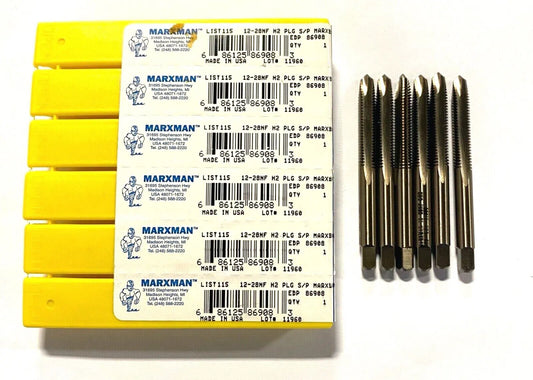 MARXMAN™
31695 Stephenson Hwy
Madison Heights, MI
USA 48071-1672
Tel. (248) 588-2220
LIST115 12-28NF H2 PLG S/P MARXB
EDP 86908
QTY 1
6 86125 86908 3
MADE IN USA LOT# 11960
MARXMAN™
31695 Stephenson Hwy
Madison Heights, MI
USA 48071-1672
Tel. (248) 588-2220
LIST115 12-28NF H2 PLG S/P MARXB
EDP 86908
QTY 1
6 86125 86908 3
MADE IN USA LOT# 11960
MARXMAN™
31695 Stephenson Hwy
Madison Heights, MI
USA 48071-1672
Tel. (248) 588-2220
LIST115 12-28NF H2 PLG S/P MARXB
EDP 86908
QTY 1
6 86125 86908 3
MADE IN USA LOT# 11960
MARXMAN™
31695 Stephenson Hwy
Madison Heights, MI
USA 48071-1672
Tel. (248) 588-2220
LIST115 12-28NF H2 PLG S/P MARXB
EDP 86908
QTY 1
6 86125 86908 3
MADE IN USA LOT# 11960
MARXMAN™
31695 Stephenson Hwy
Madison Heights, MI
USA 48071-1672
Tel. (248) 588-2220
LIST115 12-28NF H2 PLG S/P MARXB
EDP 86908
QTY 1
6 86125 86908 3
MADE IN USA LOT# 11960
MARXMAN™
31695 Stephenson Hwy
Madison Heights, MI
USA 48071-1672
Tel. (248) 588-2220
LIST115 12-28NF H2 PLG S/P MARXB
EDP 86908
QTY 1
6 86125 86908 3
MADE IN USA LOT# 11960